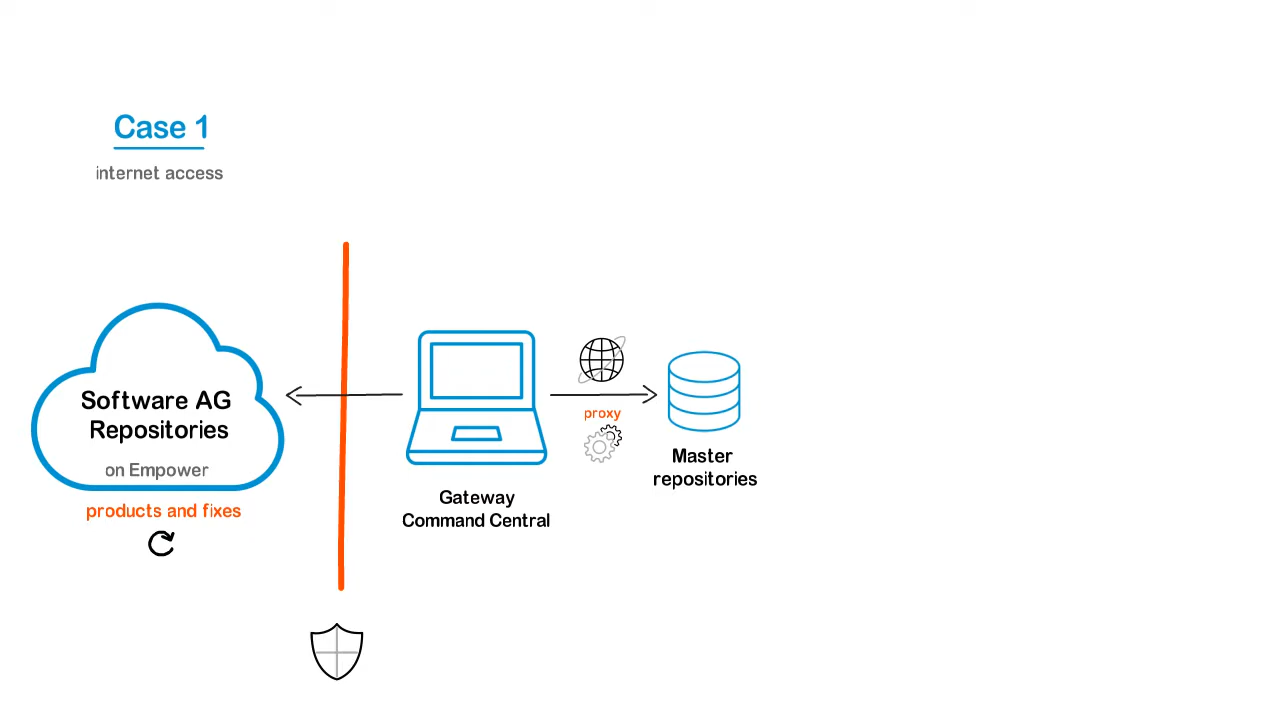 Case 1
internet access
Software AG
Repositories
on Empower
products and fixes
proxy
Gateway
Command Central
Master
repositories